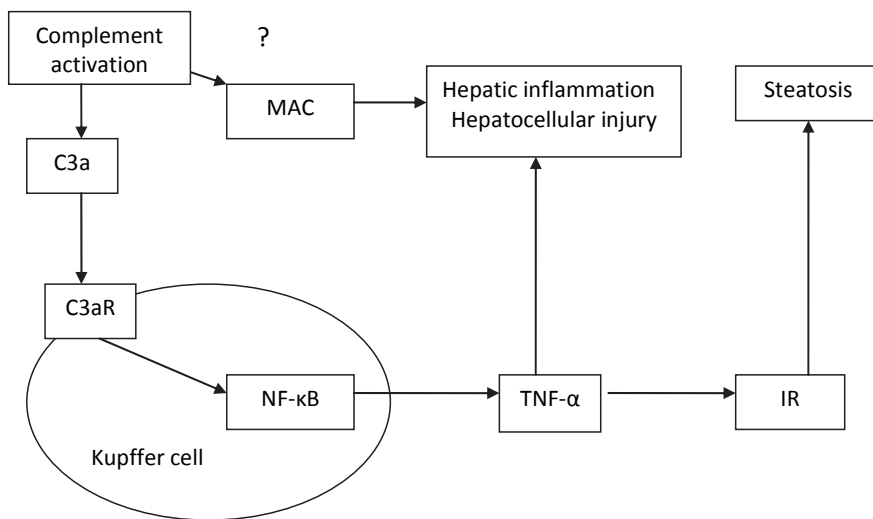 Complement
activation
?
MAC
Hepatic inflammation
Hepatocellular injury
Steatosis
C3a
C3aR
NF-κB
TNF-α
IR
Kupffer cell